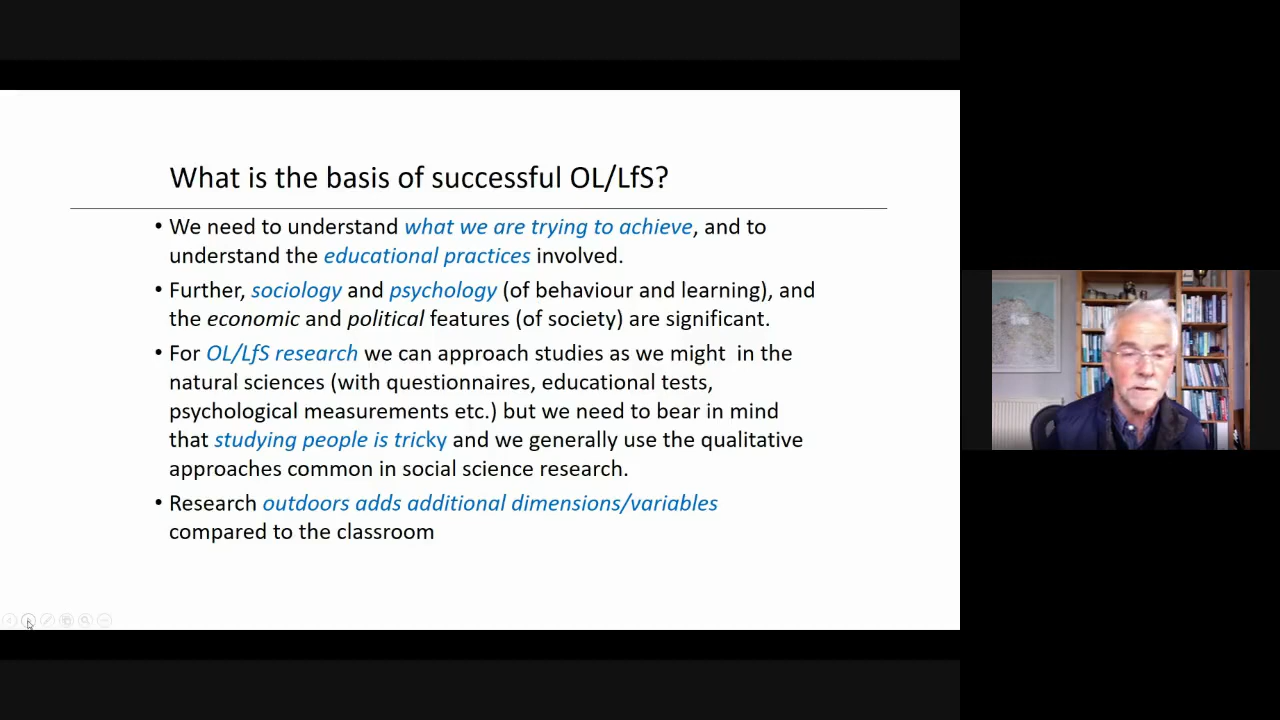 What is the basis of successful OL/LfS?
• We need to understand what we are trying to achieve, and to
understand the educational practices involved.
• Further, sociology and psychology (of behaviour and learning), and
the economic and political features (of society) are significant.
• For OL/LfS research we can approach studies as we might in the
natural sciences (with questionnaires, educational tests,
psychological measurements etc.) but we need to bear in mind
that studying people is tricky and we generally use the qualitative
approaches common in social science research.
• Research outdoors adds additional dimensions/variables
compared to the classroom